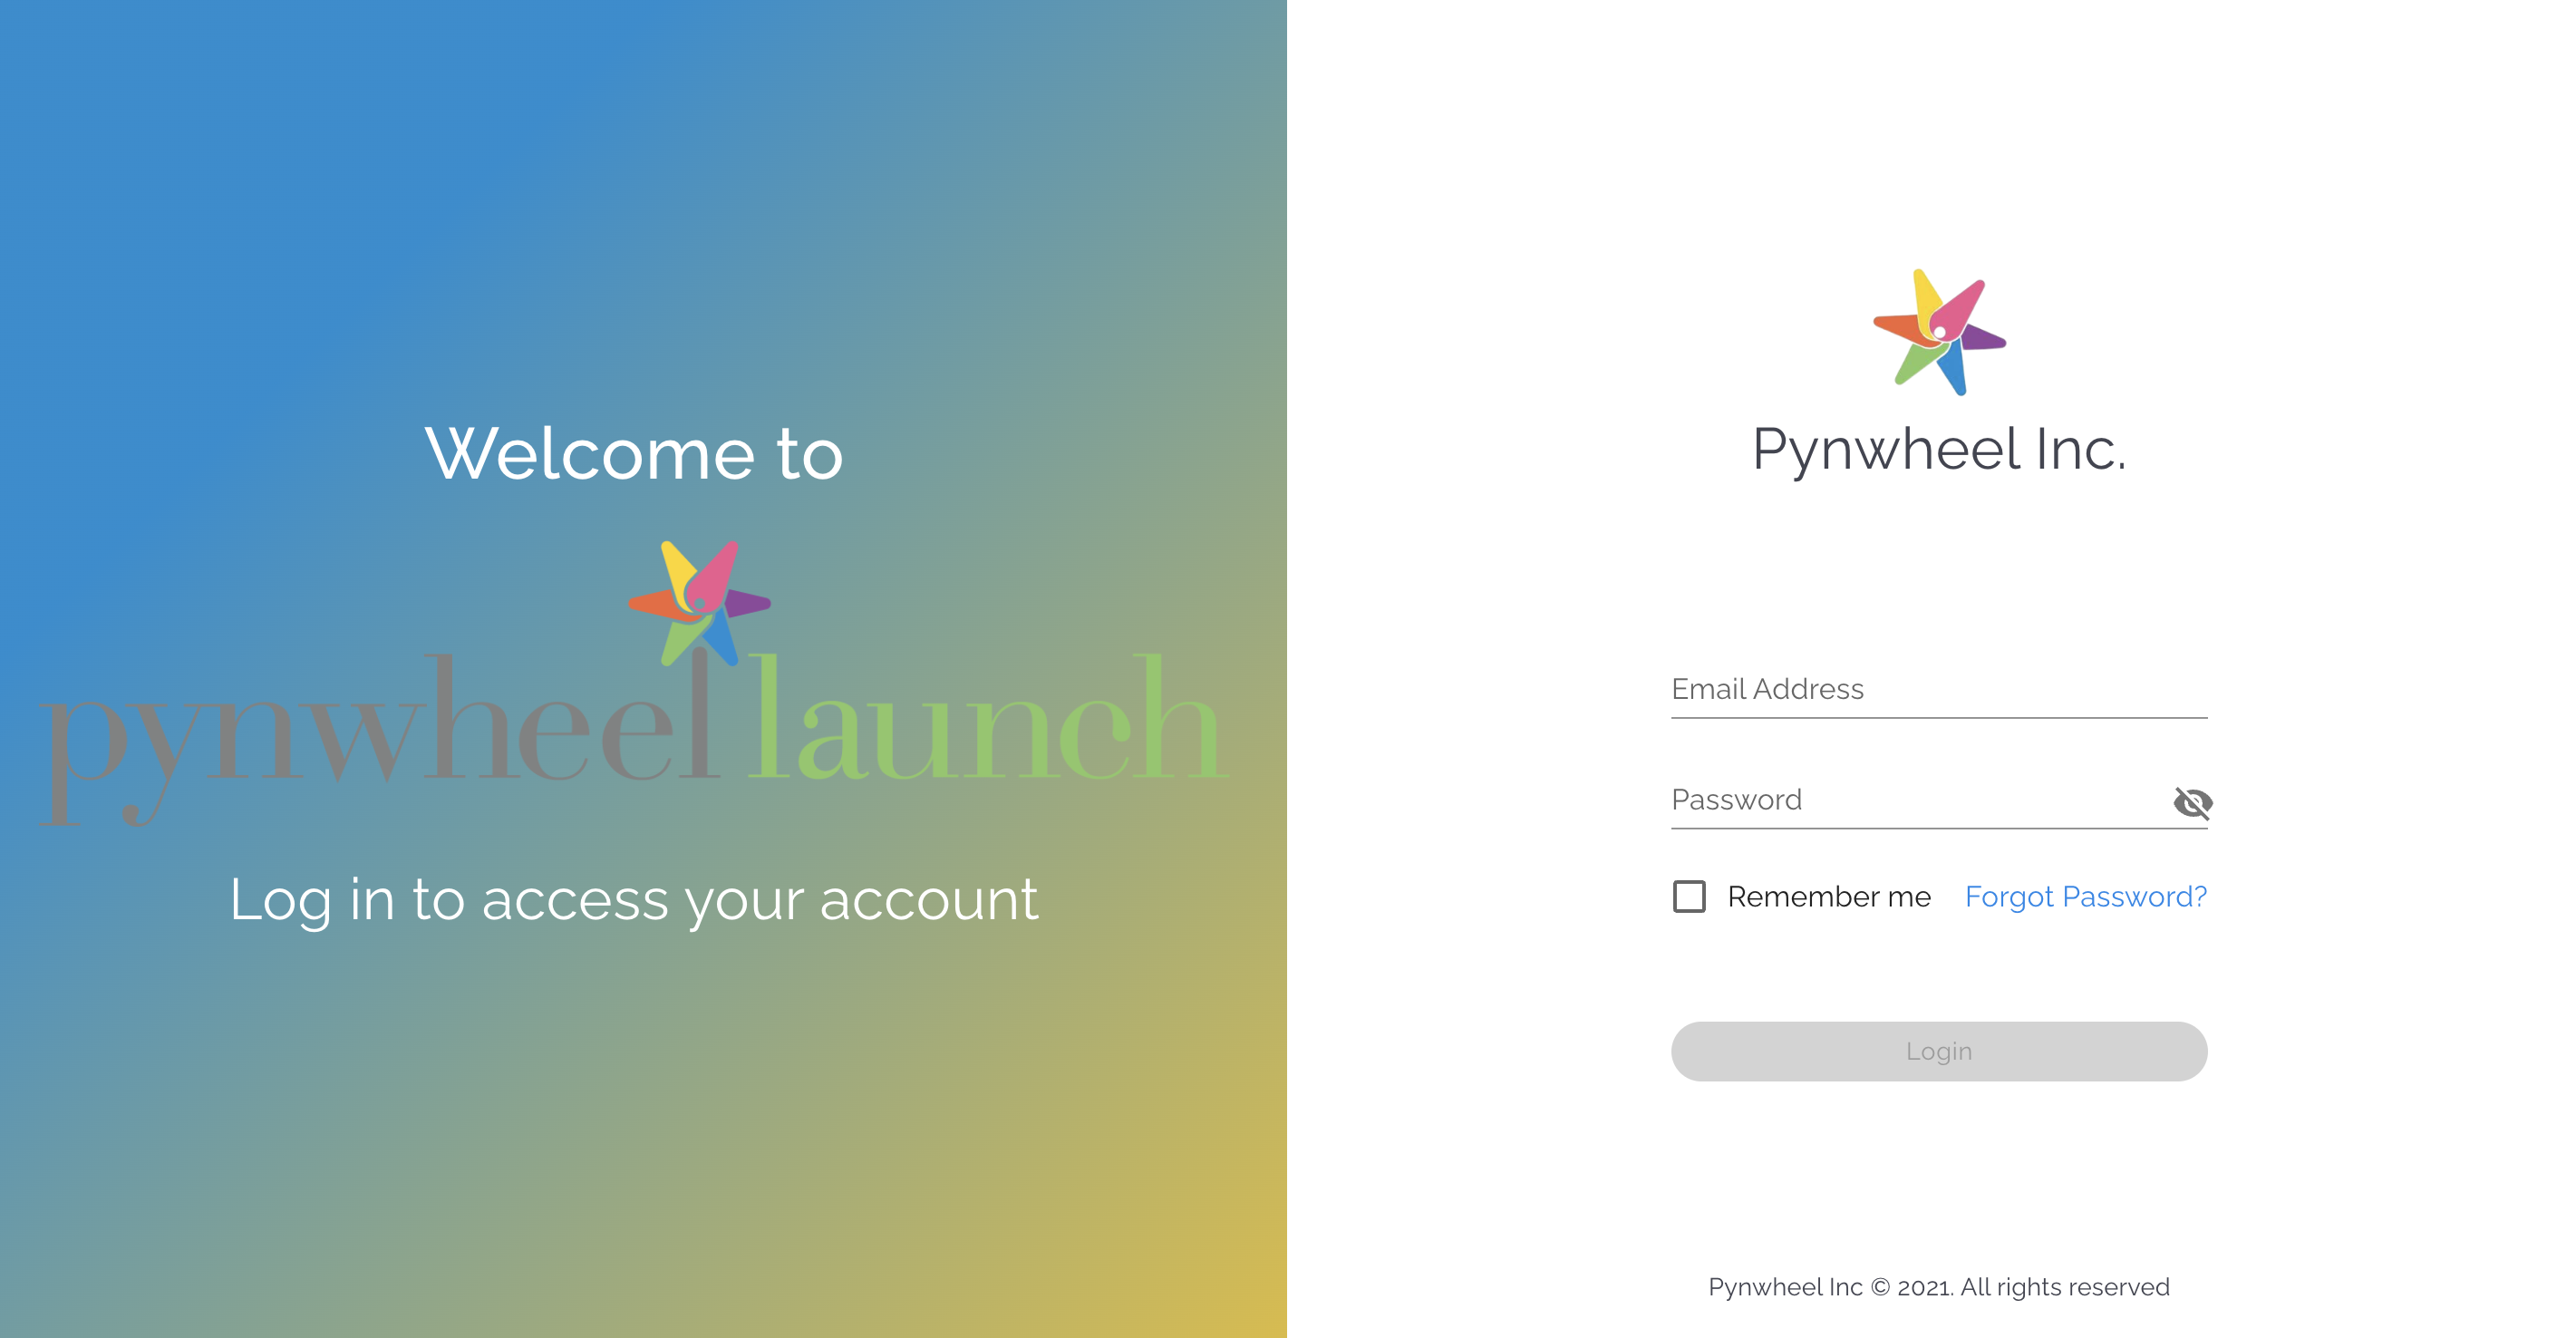 Welcome to
pynwheel launch
Log in to access your account
Pynwheel Inc.
Email Address
Password
Remember me Forgot Password?
Login
Pynwheel Inc © 2021. All rights reserved